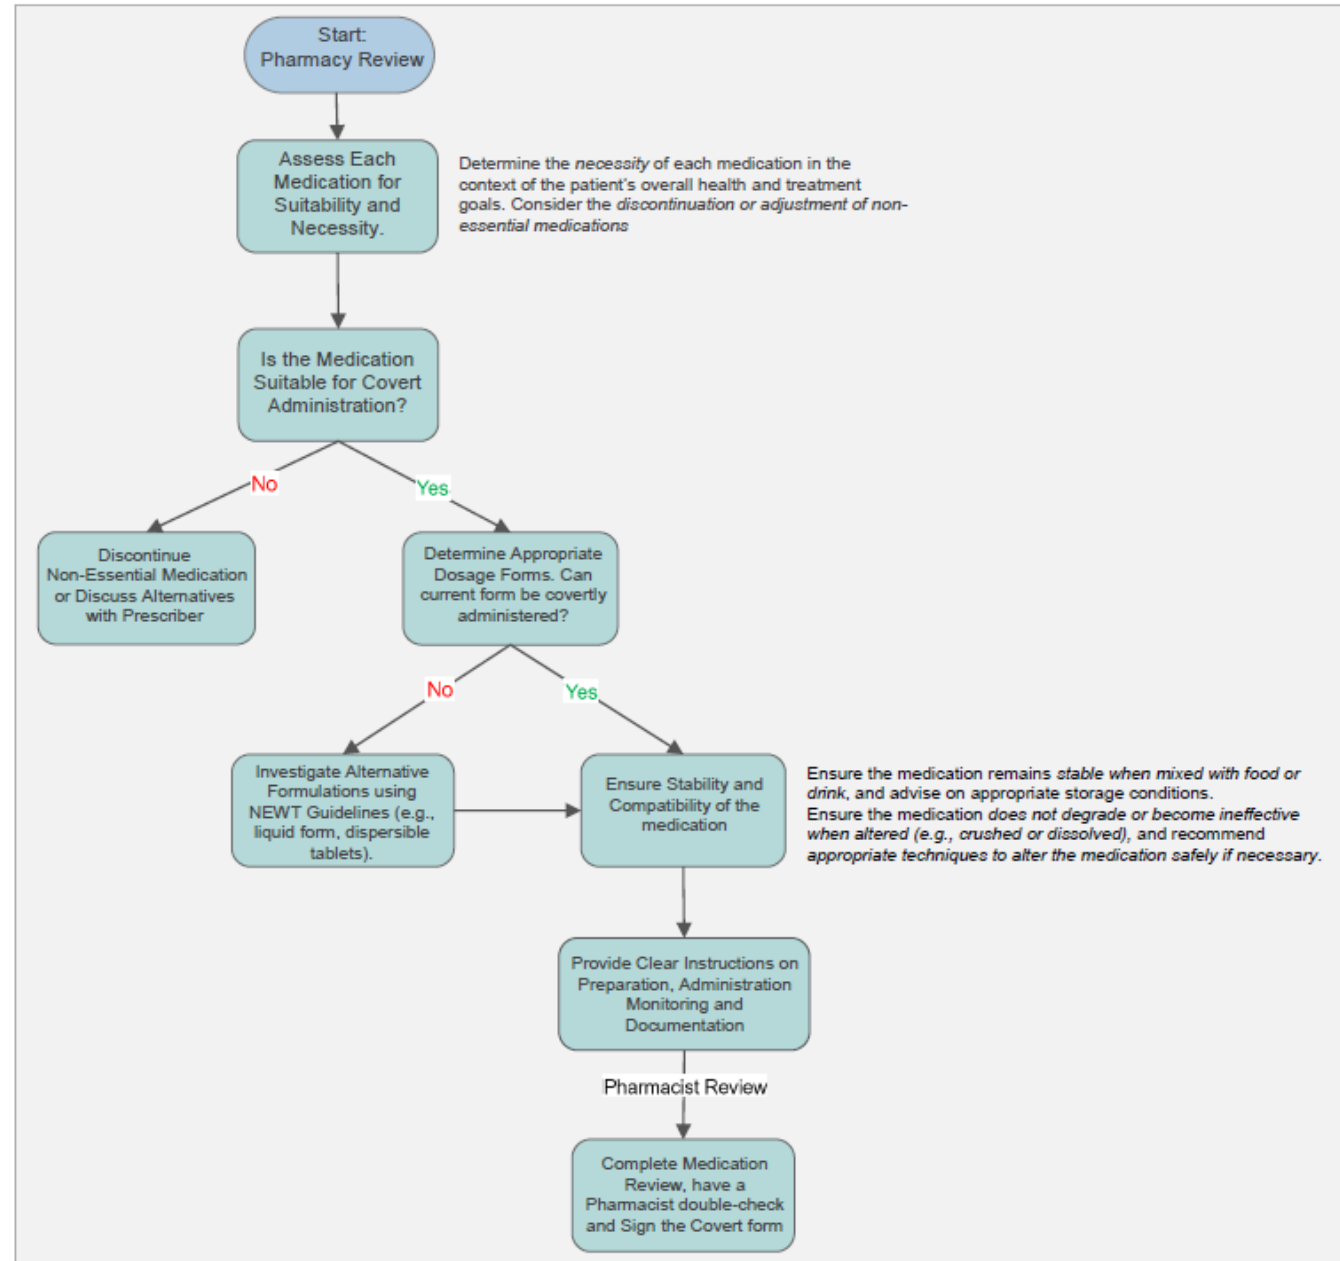 Start:
Pharmacy Review
Assess Each
Medication for
Suitability and
Necessity.
Determine the necessity of each medication in the
context of the patient's overall health and treatment
goals. Consider the discontinuation or adjustment of non-
essential medications
Is the Medication
Suitable for Covert
Administration?
No
Yes
Discontinue
Non-Essential Medication
or Discuss Alternatives
with Prescriber
Determine Appropriate
Dosage Forms. Can
current form be covertly
administered?
No
Yes
Investigate Alternative
Formulations using
NEWT Guidelines (e.g.,
liquid form, dispersible
tablets).
Ensure Stability and
Compatibility of the
medication
Ensure the medication remains stable when mixed with food or
drink, and advise on appropriate storage conditions.
Ensure the medication does not degrade or become ineffective
when altered (e.g., crushed or dissolved), and recommend
appropriate techniques to alter the medication safely if necessary.
Provide Clear Instructions on
Preparation, Administration
Monitoring and
Documentation
Pharmacist Review
Complete Medication
Review, have a
Pharmacist double-check
and Sign the Covert form